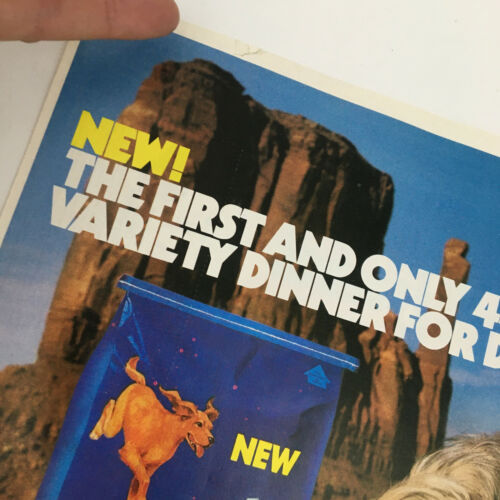 NEW!
THE FIRST AND ONLY 4
VARIETY DINNER FOR D
NEW